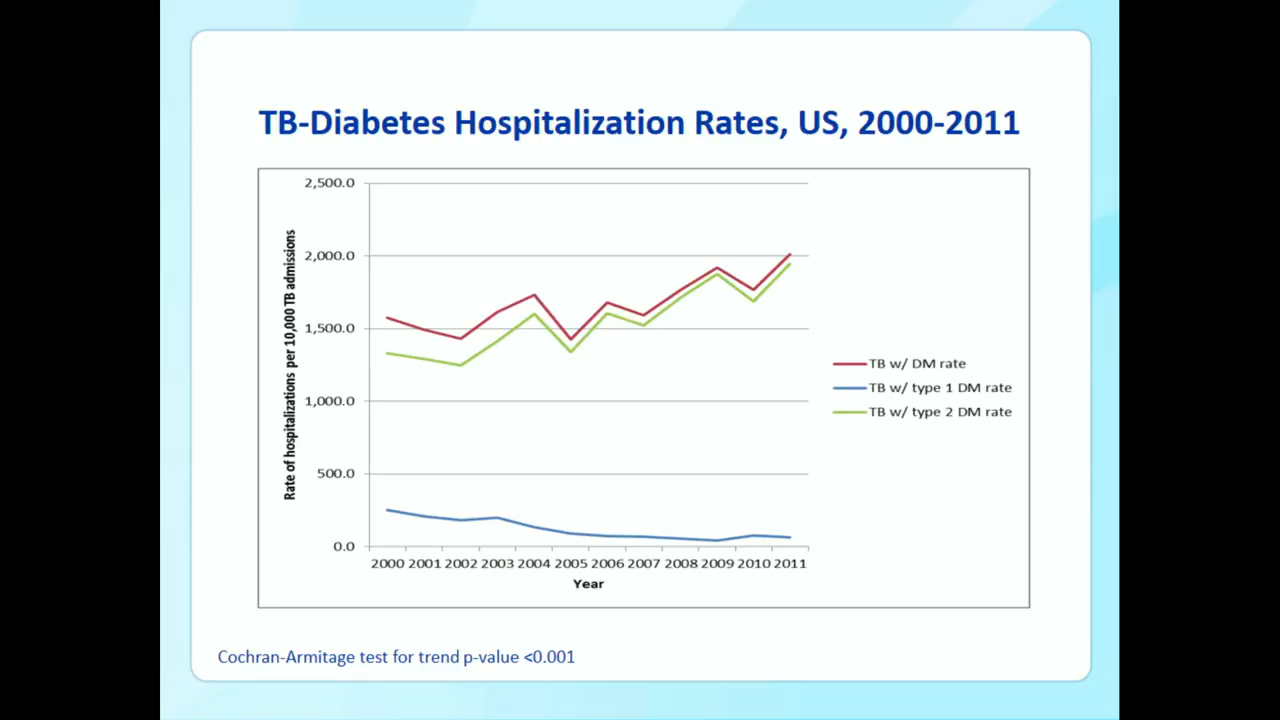 TB-Diabetes Hospitalization Rates, US, 2000-2011
2,500.0
2,000.0
1,500.0
1,000.0
500.0
0.0
Rate of hospitalizations per 10,000 TB admissions
2000 2001 2002 2003 2004 2005 2006 2007 2008 2009 2010 2011
Year
TB w/ DM rate
TB w/ type 1 DM rate
TB w/ type 2 DM rate
Cochran-Armitage test for trend p-value <0.001